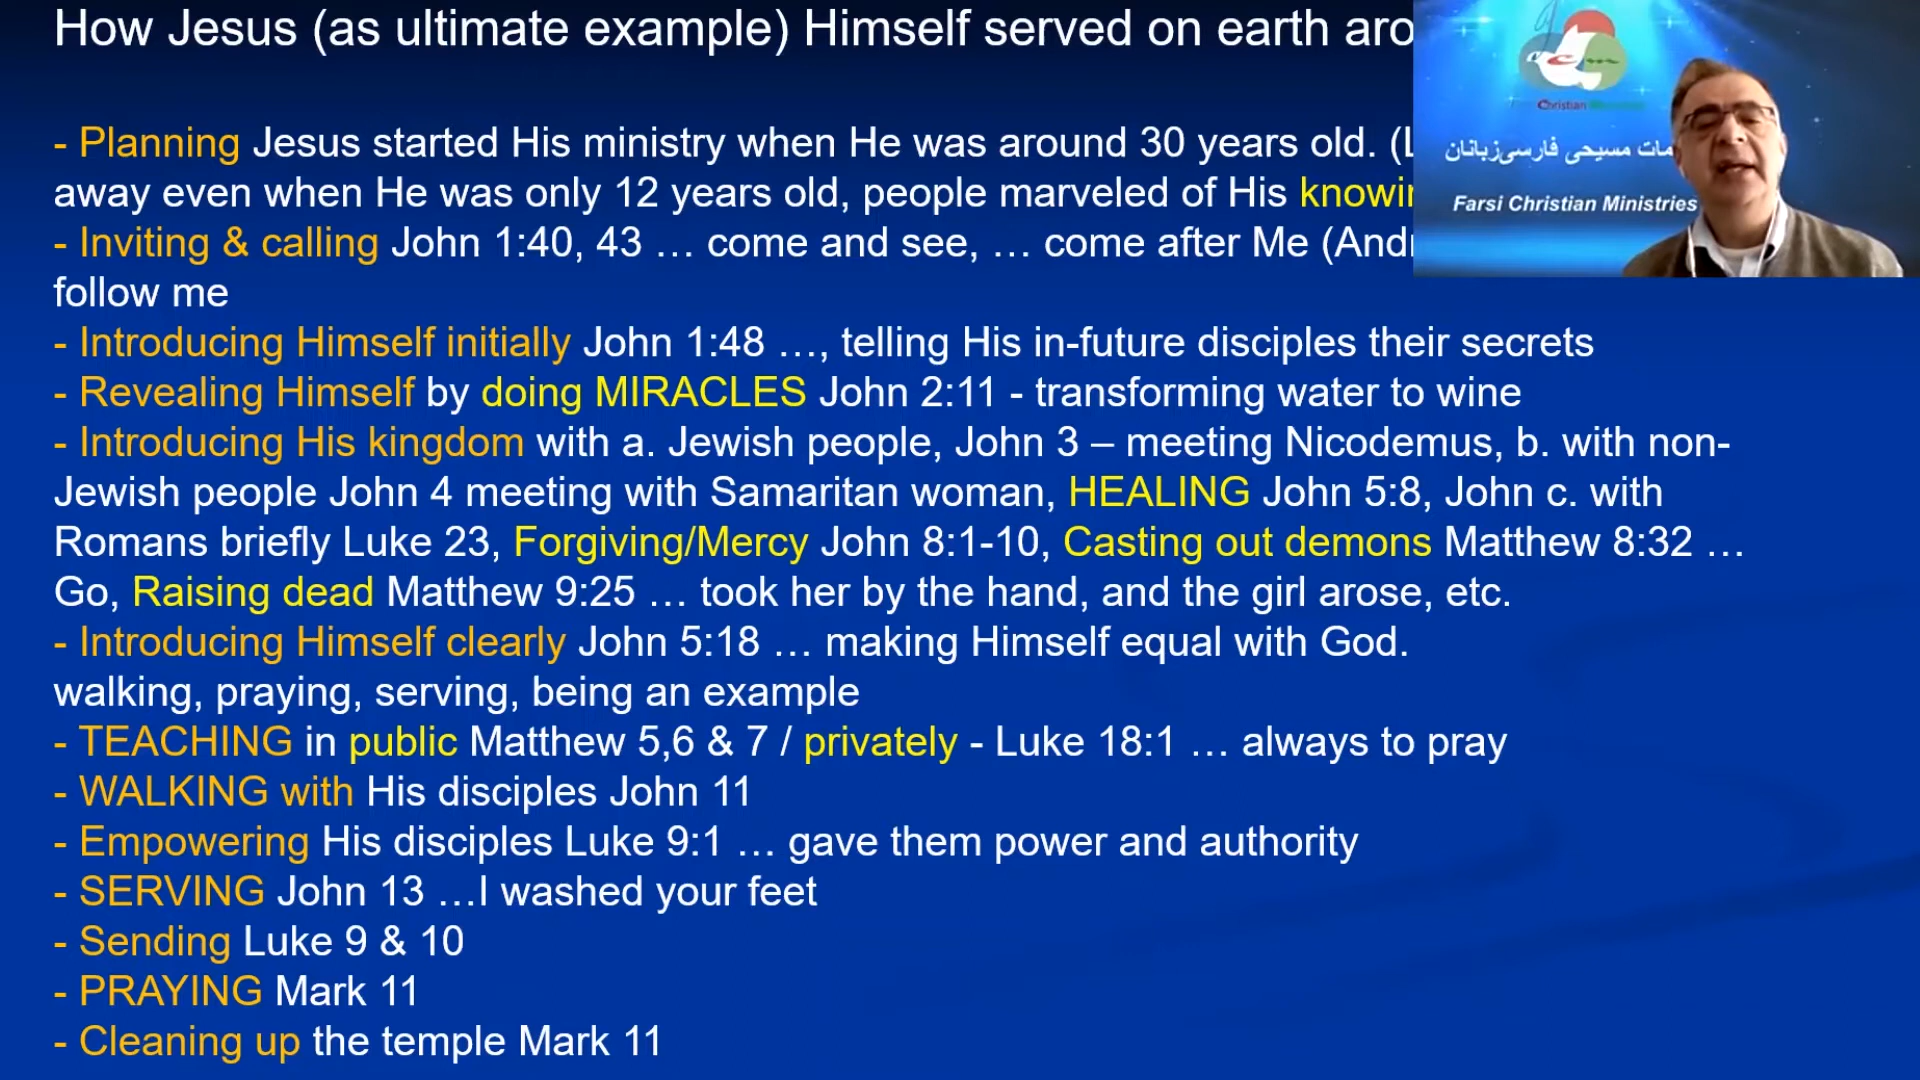 How Jesus (as ultimate example) Himself served on earth
- Planning Jesus started His ministry when He was around 30 years old.
away even when He was only 12 years old, people marveled of His
- Inviting & calling John 1:40, 43 … come and see, … come after Me
follow me
- Introducing Himself initially John 1:48 …, telling His in-future disciples their secrets
- Revealing Himself by doing MIRACLES John 2:11 - transforming water to wine
- Introducing His kingdom with a. Jewish people, John 3 – meeting Nicodemus, b. with non-
Jewish people John 4 meeting with Samaritan woman, HEALING John 5:8, John c. with
Romans briefly Luke 23, Forgiving/Mercy John 8:1-10, Casting out demons Matthew 8:32 …
Go, Raising dead Matthew 9:25 … took her by the hand, and the girl arose, etc.
- Introducing Himself clearly John 5:18 … making Himself equal with God.
walking, praying, serving, being an example
- TEACHING in public Matthew 5,6 & 7 / privately - Luke 18:1 … always to pray
- WALKING with His disciples John 11
- Empowering His disciples Luke 9:1 … gave them power and authority
- SERVING John 13 …I washed your feet
- Sending Luke 9 & 10
- PRAYING Mark 11
- Cleaning up the temple Mark 11
Christian
مسیحی فارسی‌زبانان
Farsi Christian Ministries